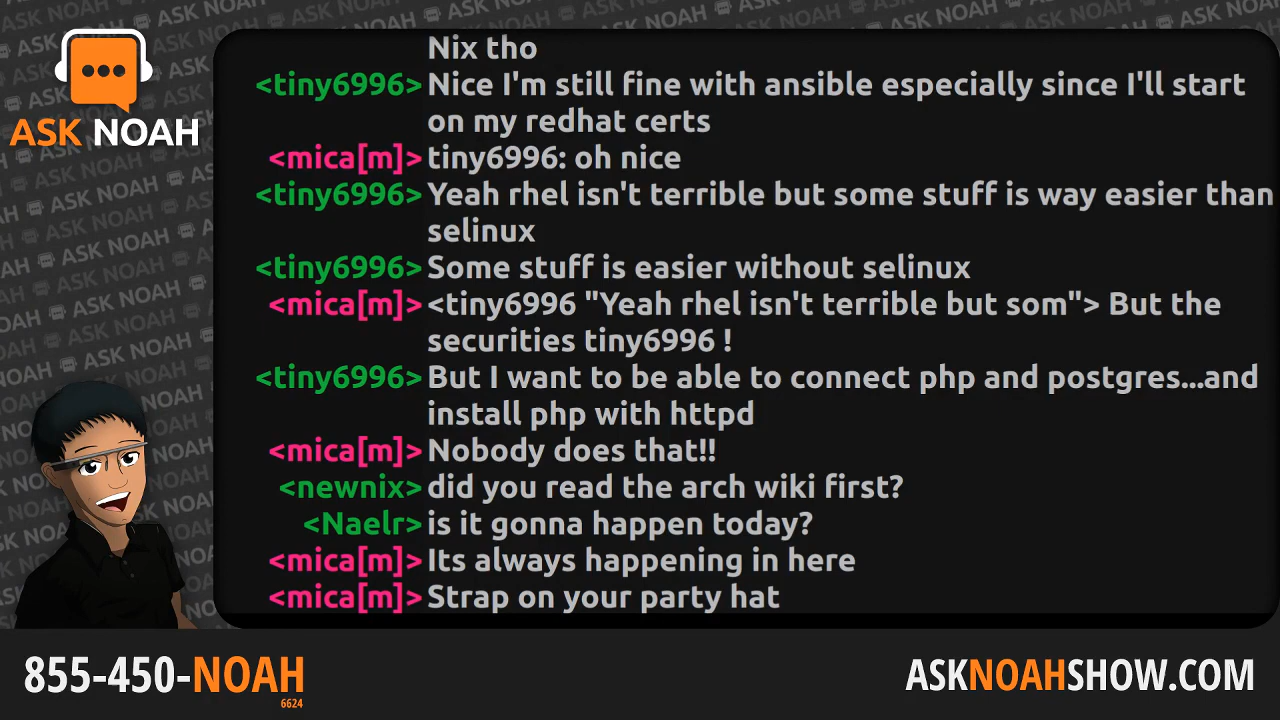 ASK NOAH
Nix tho
<tiny6996> Nice I'm still fine with ansible especially since I'll start
on my redhat certs
<mica[m]> tiny6996: oh nice
<tiny6996> Yeah rhel isn't terrible but some stuff is way easier than
selinux
<tiny6996> Some stuff is easier without selinux
<mica[m]> <tiny6996 "Yeah rhel isn't terrible but som"> But the
securities tiny6996 !
<tiny6996> But I want to be able to connect php and postgres...and
install php with httpd
<mica[m]> Nobody does that!!
<newnix> did you read the arch wiki first?
<Naelr> is it gonna happen today?
<mica[m]> Its always happening in here
<mica[m]> Strap on your party hat
855-450-NOAH
6624
ASKNOAHSHOW.COM